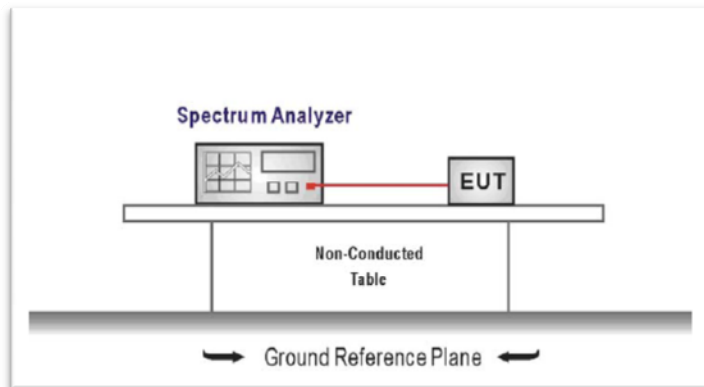 Spectrum Analyzer
EUT
Non-Conducted
Table
Ground Reference Plane